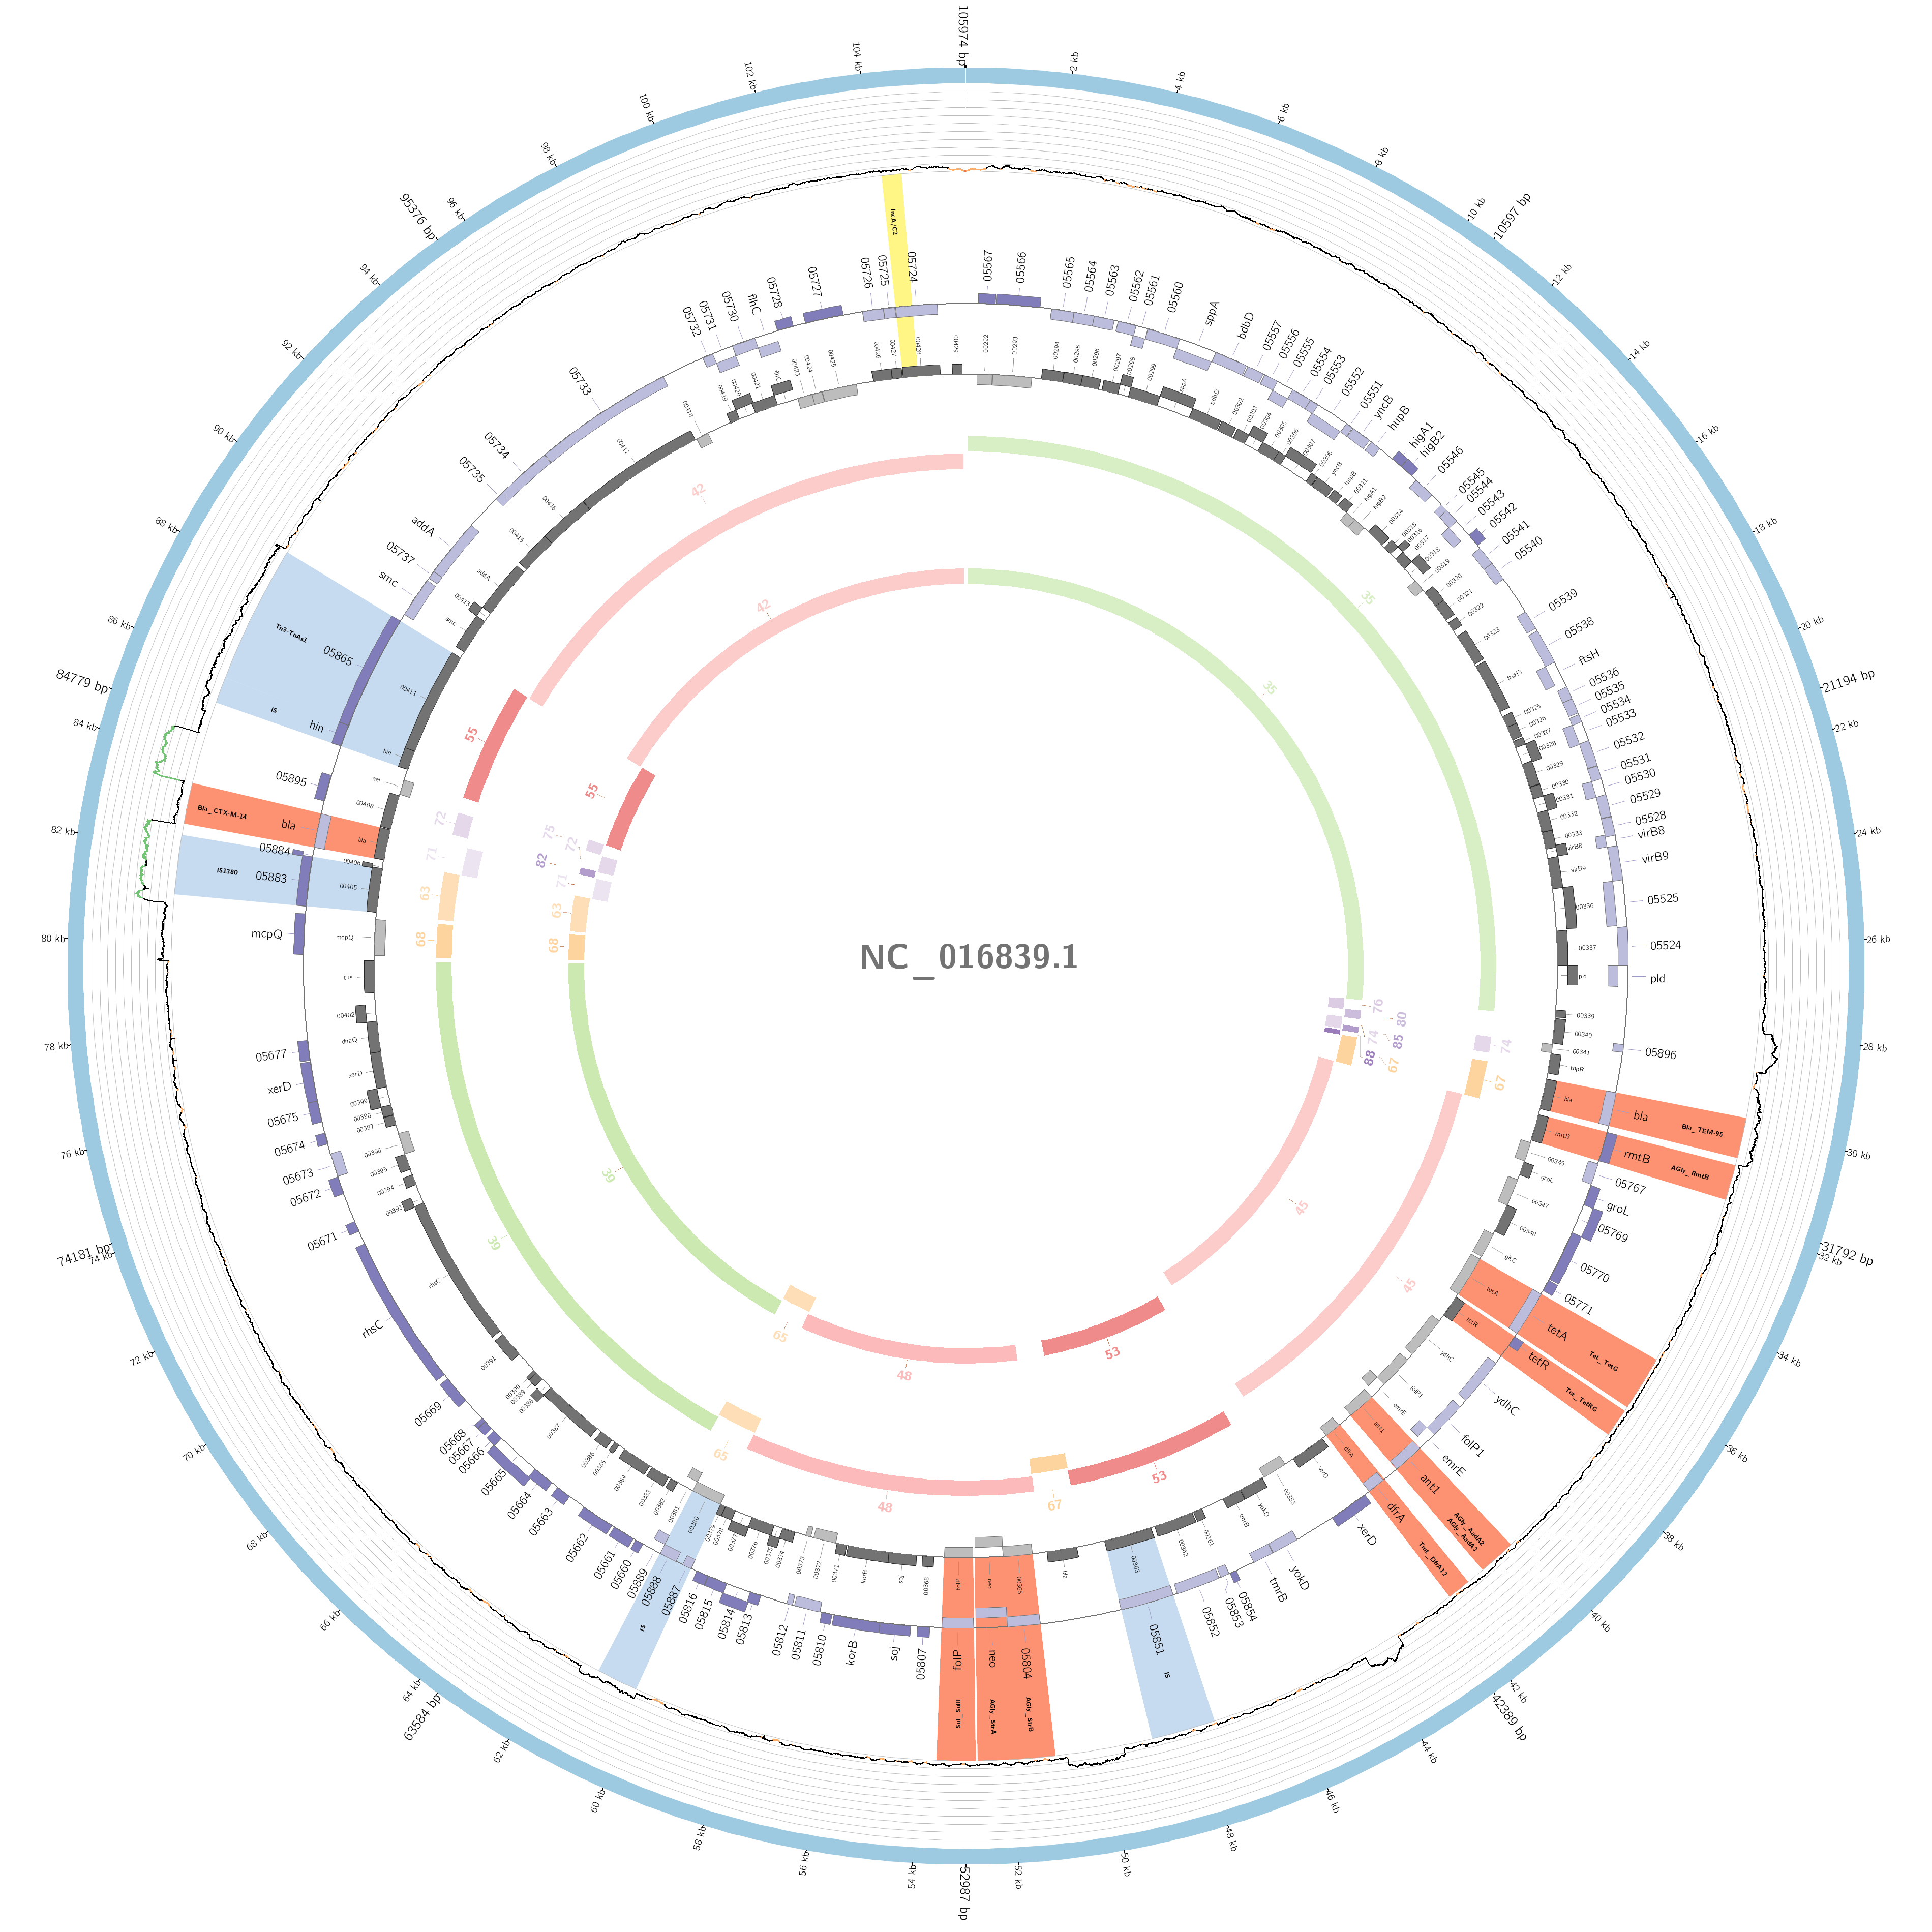 105974 bp
2 kb
4 kb
6 kb
8 kb
10 kb
10597 bp
12 kb
14 kb
16 kb
18 kb
20 kb
21194 bp
22 kb
24 kb
26 kb
28 kb
30 kb
31792 bp
32 kb
34 kb
36 kb
38 kb
40 kb
42 kb
42389 bp
44 kb
46 kb
48 kb
50 kb
52 kb
52987 bp
54 kb
56 kb
58 kb
60 kb
62 kb
63584 bp
64 kb
66 kb
68 kb
70 kb
72 kb
74 kb
74181 bp
76 kb
78 kb
80 kb
82 kb
84 kb
84779 bp
86 kb
88 kb
90 kb
92 kb
94 kb
95376 bp
96 kb
98 kb
100 kb
102 kb
104 kb
IncA/C2
Bla_TEM-95
AGly_RmtB
Tet_TetG
Tet_TetRG
AGly_AadA2
AGly_AadA3
Tmt_DfrA12
IS
AGly_StrB
AGly_StrA
Sul_SulII
IS
IS1380
Bla_CTX-M-14
IS
Tn3-TnAs1
05567
05566
05565
05564
05563
05562
05561
05560
sppA
bdbD
05557
05556
05555
05554
05553
05552
05551
yncB
hupB
higA1
higB2
05546
05545
05544
05543
05542
05541
05540
05539
05538
ftsH
05536
05535
05534
05533
05532
05531
05530
05529
05528
virB8
virB9
05525
05524
pld
05896
bla
rmtB
05767
groL
05769
05770
05771
tetA
tetR
ydhC
folP1
emrE
ant1
dfrA
xerD
yokD
tmrB
05854
05853
05852
05851
05804
neo
folP
05807
soj
korB
05810
05811
05812
05813
05814
05815
05816
05887
05888
05889
05660
05661
05662
05663
05664
05665
05666
05667
05668
05669
rhsC
05671
05672
05673
05674
05675
xerD
05677
mcpQ
05883
05884
bla
05895
hin
05865
smc
05737
addA
05735
05734
05733
05732
05731
05730
flhC
05728
05727
05726
05725
05724
00292
00293
00294
00295
00296
00297
00298
00299
sppA
bdbD
00302
00303
00304
00305
00306
00307
00308
yncB
hupB
00311
higA1
higB2
00314
00315
00316
00317
00318
00319
00320
00321
00322
00323
ftsH3
00325
00326
00327
00328
00329
00330
00331
00332
00333
virB8
virB9
00336
00337
pld
00339
00340
00341
tnpR
bla
rmtB
00345
groL
00347
00348
gltC
tetA
tetR
ydhC
folP1
emrE
ant1
dfrA
xerD
00358
yokD
tmrB
00361
00362
00363
bla
00365
neo
folP
00368
soj
korB
00371
00372
00373
00374
00375
00376
00377
00378
00379
00380
00381
00382
00383
00384
00385
00386
00387
00388
00389
00390
00391
rhsC
00393
00394
00395
00396
00397
00398
00399
xerD
dnaQ
00402
tus
mcpQ
00405
00406
bla
00408
aer
hin
00411
smc
00413
addA
00415
00416
00417
00418
00419
00420
00421
flhC
00423
00424
00425
00426
00427
00428
00429
35
74
67
45
53
67
48
65
39
68
63
71
72
55
42
35
76
80
74
85
88
67
45
53
48
65
39
68
63
71
82
72
75
55
42
NC_016839.1